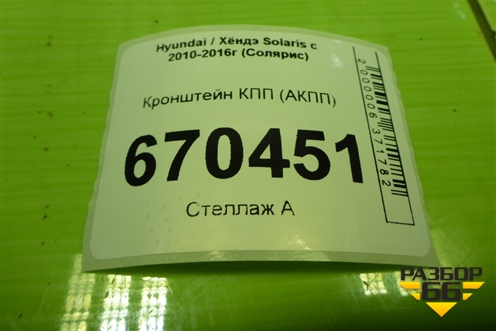 Hyundai / Хёндэ Solaris с
2010-2016г (Солярис)
Кронштейн КПП (АКПП)
670451
Стеллаж А
2000006371782
РАЗБОР
66